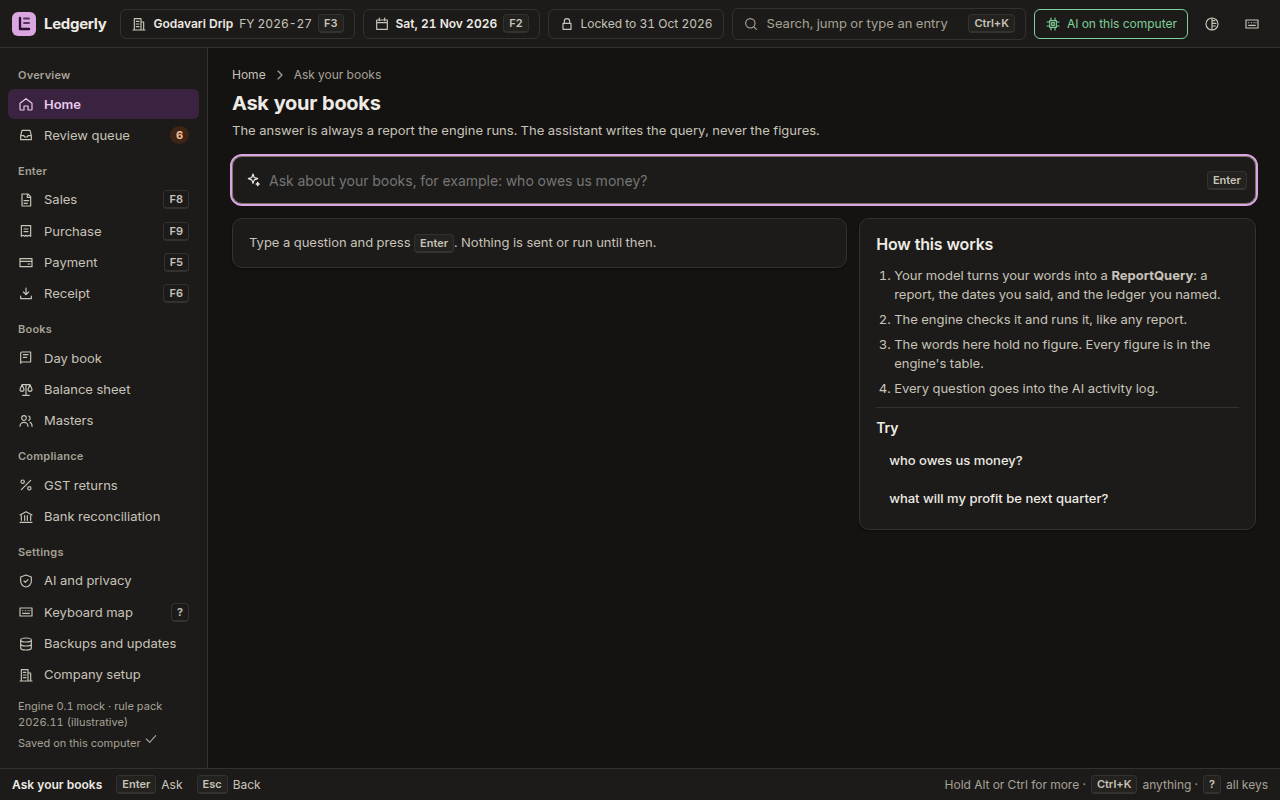 Ledgerly
Godavari Drip FY 2026-27 F3
Sat, 21 Nov 2026 F2
Locked to 31 Oct 2026
Search, jump or type an entry Ctrl+K
AI on this computer
Overview
Home
Review queue 6
Enter
Sales F8
Purchase F9
Payment F5
Receipt F6
Books
Day book
Balance sheet
Masters
Compliance
GST returns
Bank reconciliation
Settings
AI and privacy
Keyboard map ?
Backups and updates
Company setup
Engine 0.1 mock · rule pack
2026.11 (illustrative)
Saved on this computer
Home > Ask your books
Ask your books
The answer is always a report the engine runs. The assistant writes the query, never the figures.
Ask about your books, for example: who owes us money? Enter
Type a question and press Enter. Nothing is sent or run until then.
How this works
1. Your model turns your words into a ReportQuery: a
report, the dates you said, and the ledger you named.
2. The engine checks it and runs it, like any report.
3. The words here hold no figure. Every figure is in the
engine's table.
4. Every question goes into the AI activity log.
Try
who owes us money?
what will my profit be next quarter?
Ask your books Enter Ask Esc Back
Hold Alt or Ctrl for more · Ctrl+K anything · ? all keys